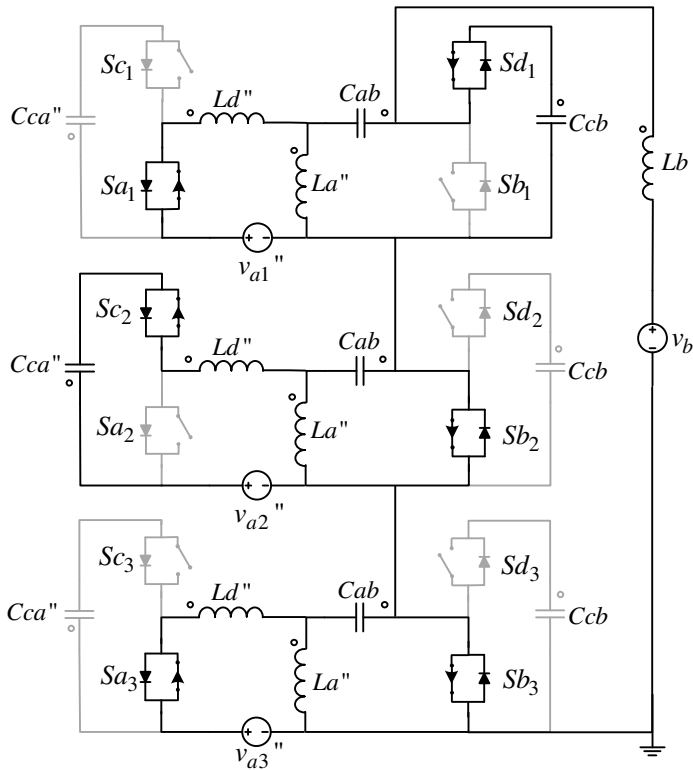 Sc1
Ld"
Cab
Sd1
Cca"
Ccb
Sa1
La"
Sb1
Lb
+ -
va1"
Sc2
Ld"
Cab
Sd2
Cca"
Ccb
+
-
vb
Sa2
La"
Sb2
+ -
va2"
Sc3
Ld"
Cab
Sd3
Cca"
Ccb
Sa3
La"
Sb3
+ -
va3"